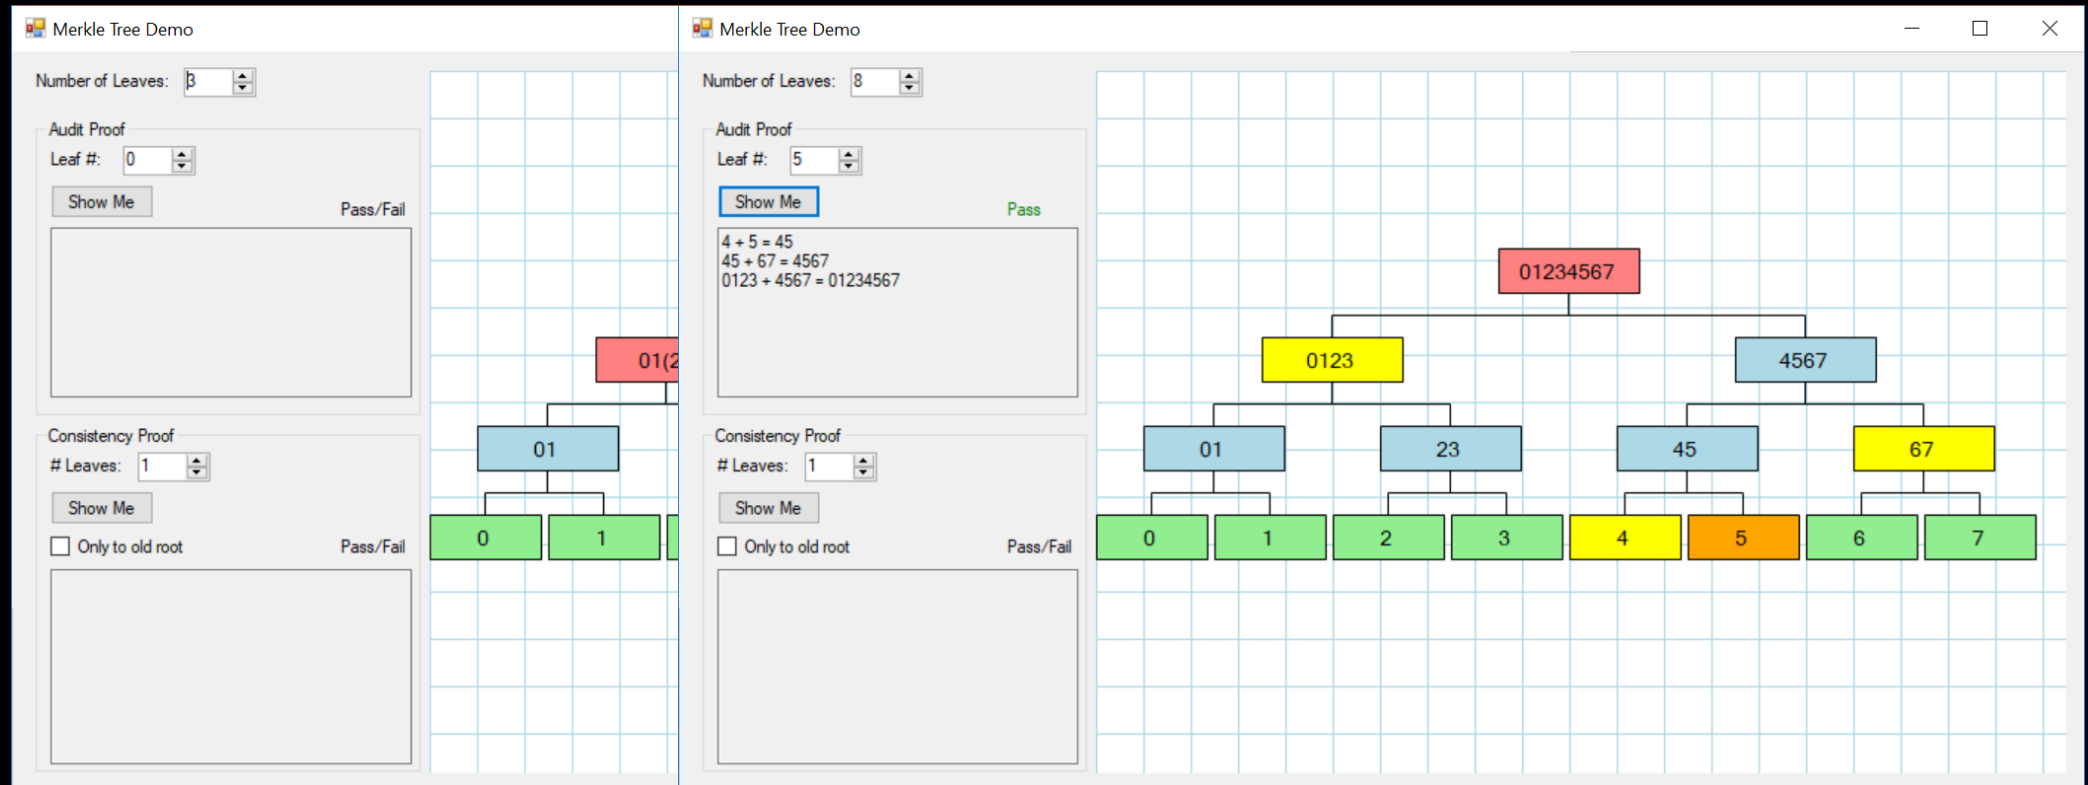 Merkle Tree Demo
Number of Leaves: 3
Audit Proof
Leaf #: 0
Show Me
Pass/Fail
Consistency Proof
# Leaves: 1
Show Me
Only to old root
Pass/Fail
01(2
01
0 1
Merkle Tree Demo
Number of Leaves: 8
Audit Proof
Leaf #: 5
Show Me
Pass
4 + 5 = 45
45 + 67 = 4567
0123 + 4567 = 01234567
Consistency Proof
# Leaves: 1
Show Me
Only to old root
Pass/Fail
01234567
0123 4567
01 23 45 67
0 1 2 3 4 5 6 7